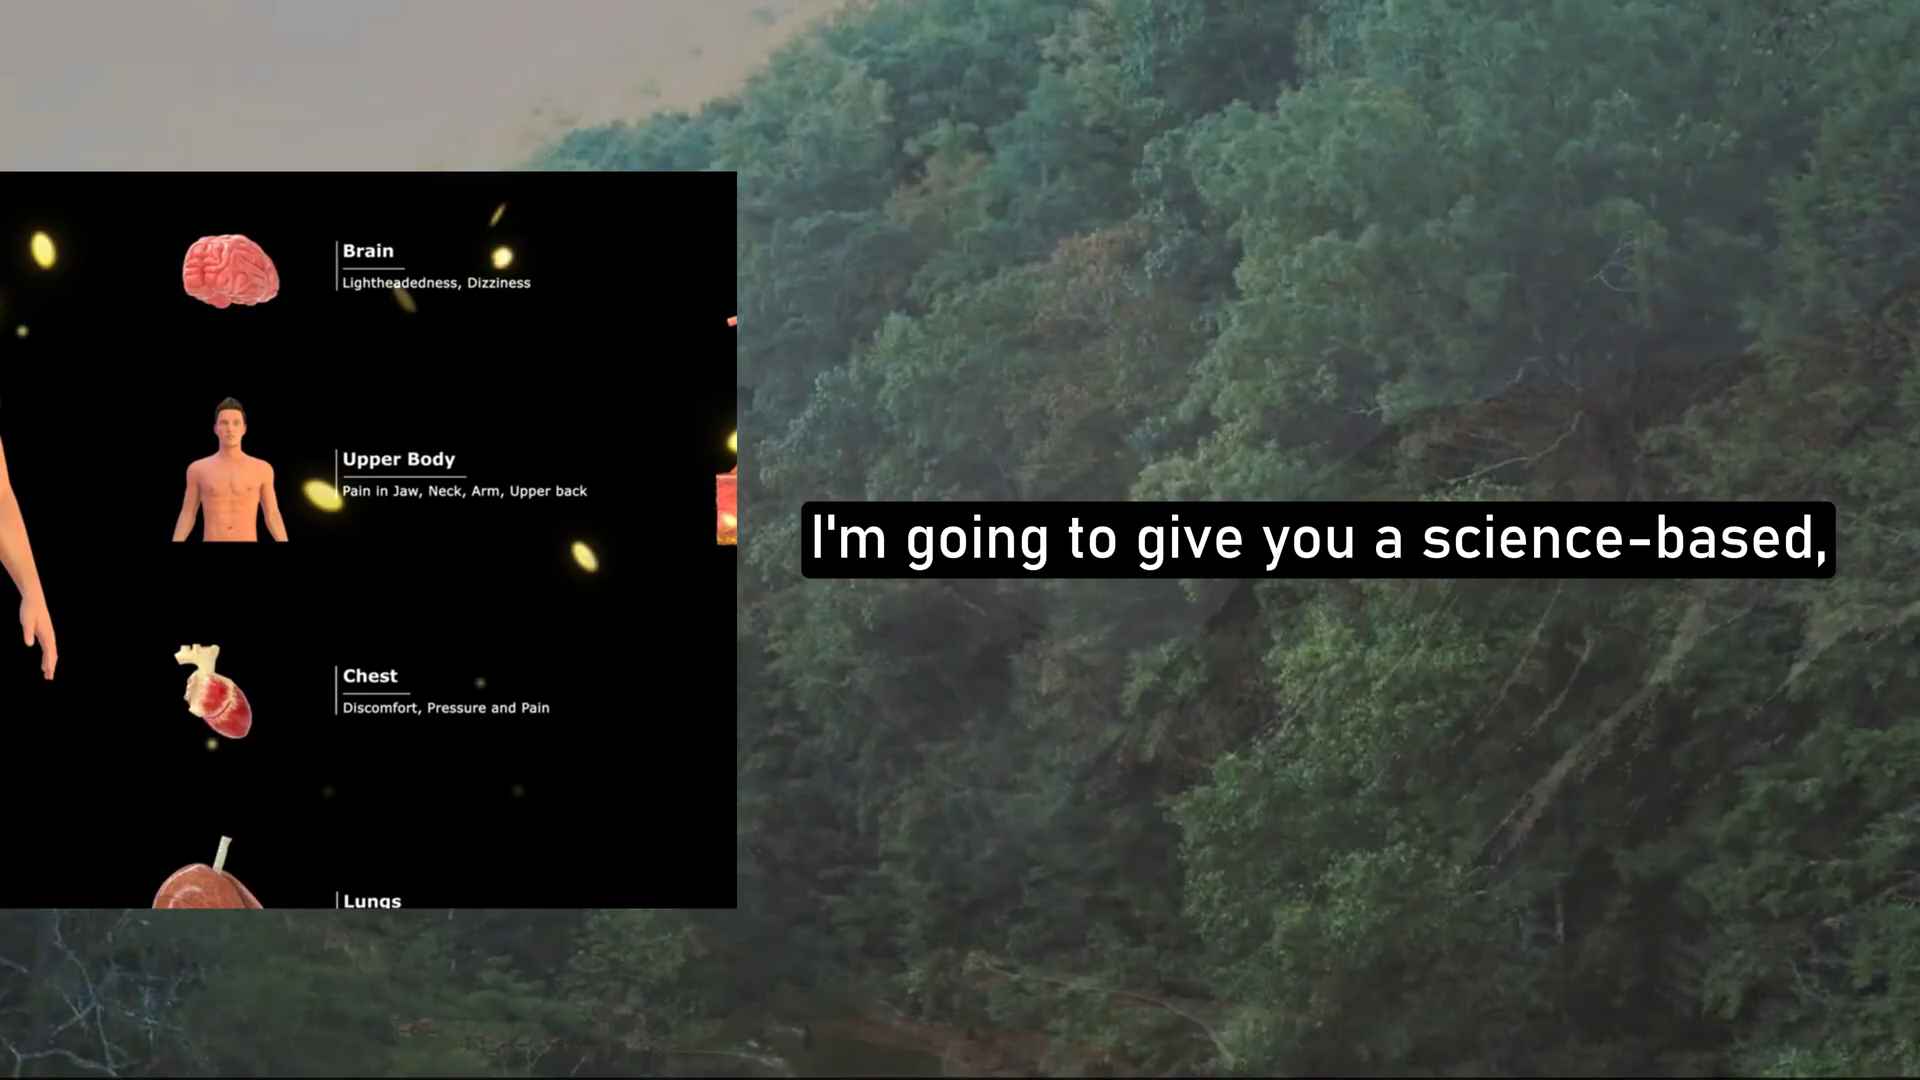 Brain
Lightheadedness, Dizziness
Upper Body
Pain in Jaw, Neck, Arm, Upper back
Chest
Discomfort, Pressure and Pain
Lungs
I'm going to give you a science-based,